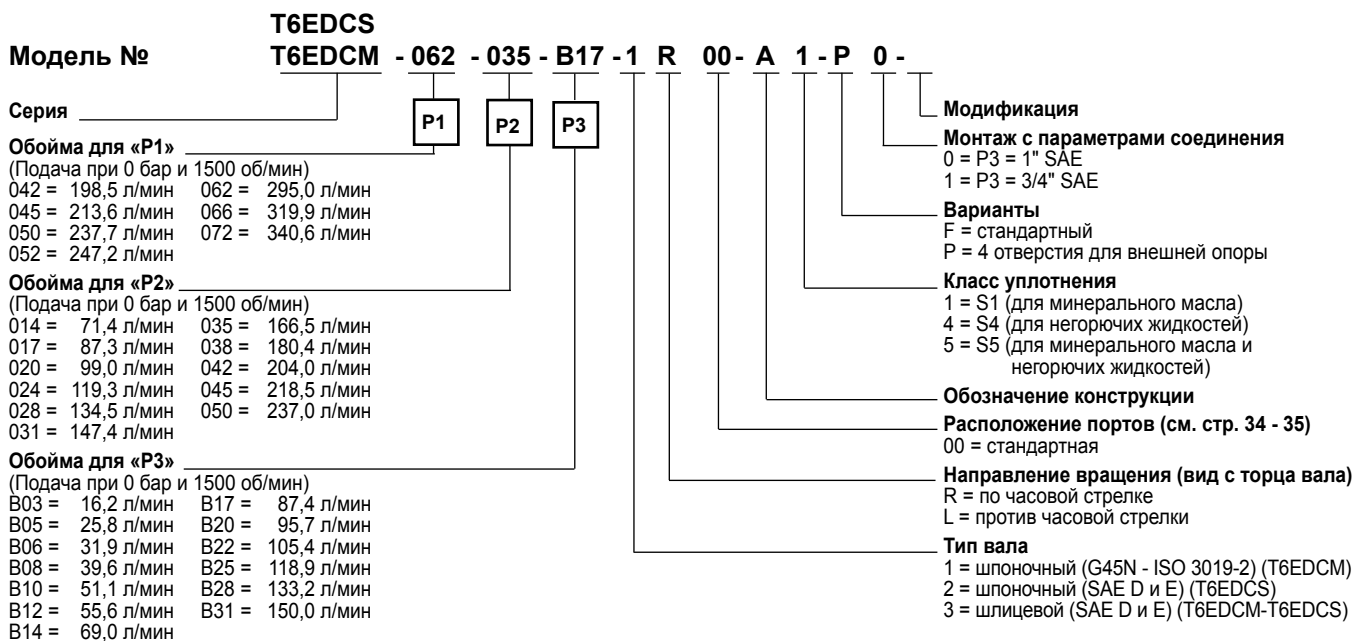 T6EDCS
Модель № T6EDCM - 062 - 035 - B17 - 1 R 00 - A 1 - P 0 -
Серия
P1 P2 P3
Обойма для «P1»
(Подача при 0 бар и 1500 об/мин)
042 = 198,5 л/мин 062 = 295,0 л/мин
045 = 213,6 л/мин 066 = 319,9 л/мин
050 = 237,7 л/мин 072 = 340,6 л/мин
052 = 247,2 л/мин
Обойма для «P2»
(Подача при 0 бар и 1500 об/мин)
014 = 71,4 л/мин 035 = 166,5 л/мин
017 = 87,3 л/мин 038 = 180,4 л/мин
020 = 99,0 л/мин 042 = 204,0 л/мин
024 = 119,3 л/мин 045 = 218,5 л/мин
028 = 134,5 л/мин 050 = 237,0 л/мин
031 = 147,4 л/мин
Обойма для «P3»
(Подача при 0 бар и 1500 об/мин)
B03 = 16,2 л/мин B17 = 87,4 л/мин
B05 = 25,8 л/мин B20 = 95,7 л/мин
B06 = 31,9 л/мин B22 = 105,4 л/мин
B08 = 39,6 л/мин B25 = 118,9 л/мин
B10 = 51,1 л/мин B28 = 133,2 л/мин
B12 = 55,6 л/мин B31 = 150,0 л/мин
B14 = 69,0 л/мин
Модификация
Монтаж с параметрами соединения
0 = P3 = 1" SAE
1 = P3 = 3/4" SAE
Варианты
F = стандартный
P = 4 отверстия для внешней опоры
Класс уплотнения
1 = S1 (для минерального масла)
4 = S4 (для негорючих жидкостей)
5 = S5 (для минерального масла и
негорючих жидкостей)
Обозначение конструкции
Расположение портов (см. стр. 34 - 35)
00 = стандартная
Направление вращения (вид с торца вала)
R = по часовой стрелке
L = против часовой стрелки
Тип вала
1 = шпоночный (G45N - ISO 3019-2) (T6EDCM)
2 = шпоночный (SAE D и E) (T6EDCS)
3 = шлицевой (SAE D и E) (T6EDCM-T6EDCS)